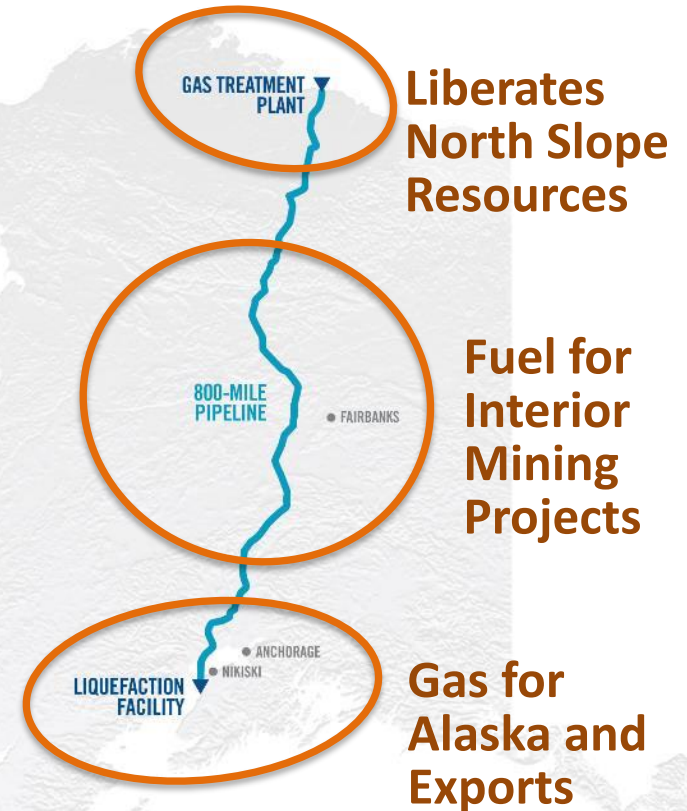 GAS TREATMENT
PLANT
Liberates
North Slope
Resources
800-MILE
PIPELINE
FAIRBANKS
Fuel for
Interior
Mining
Projects
ANCHORAGE
NIKISKI
LIQUEFACTION
FACILITY
Gas for
Alaska and
Exports